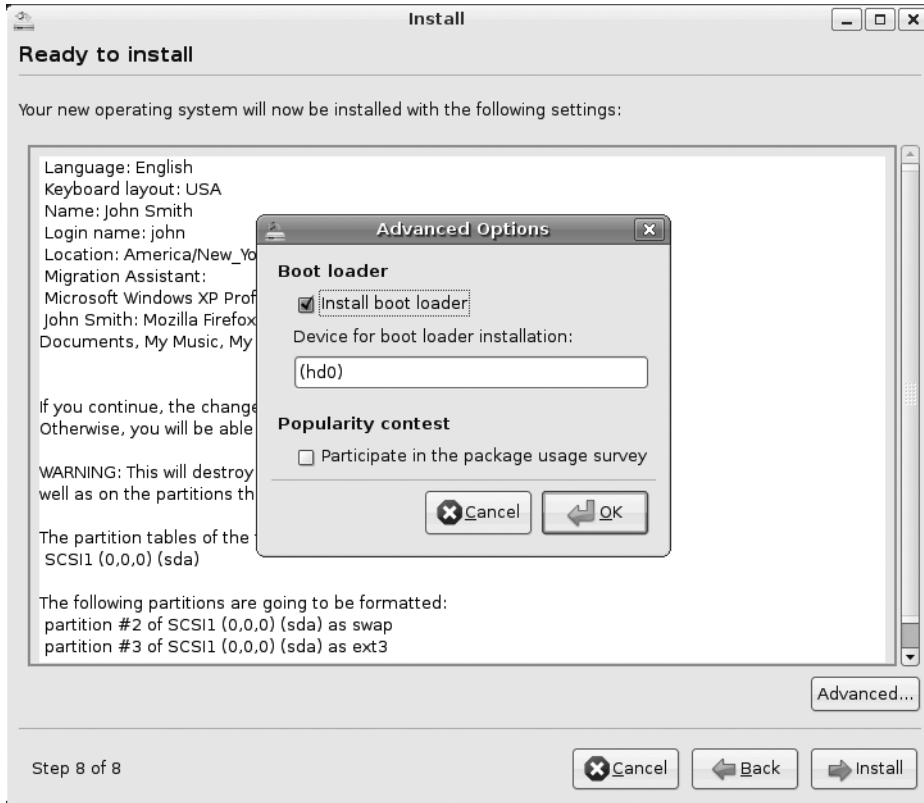 Install
Ready to install
Your new operating system will now be installed with the following settings:
Language: English
Keyboard layout: USA
Name: John Smith
Login name: john
Location: America/New_Yo
Migration Assistant:
Microsoft Windows XP Prof
John Smith: Mozilla Firefox
Documents, My Music, My
If you continue, the change
Otherwise, you will be able
WARNING: This will destroy
well as on the partitions th
The partition tables of the
SCSI1 (0,0,0) (sda)
The following partitions are going to be formatted:
partition #2 of SCSI1 (0,0,0) (sda) as swap
partition #3 of SCSI1 (0,0,0) (sda) as ext3
Advanced Options
Boot loader
Install boot loader
Device for boot loader installation:
(hd0)
Popularity contest
Participate in the package usage survey
Cancel
OK
Advanced...
Step 8 of 8
Cancel
Back
Install